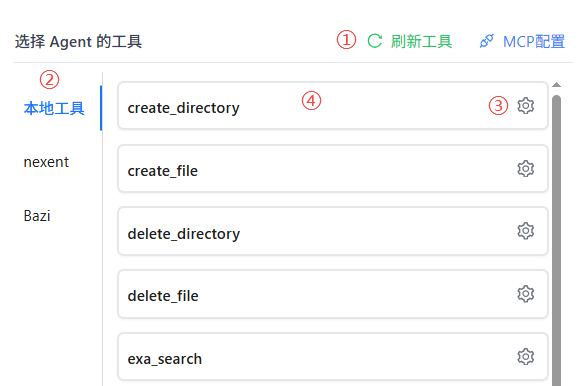 选择 Agent 的工具 ① 刷新工具 MCP配置
②
本地工具
nexent
Bazi
create_directory ④ ③
create_file
delete_directory
delete_file
exa_search